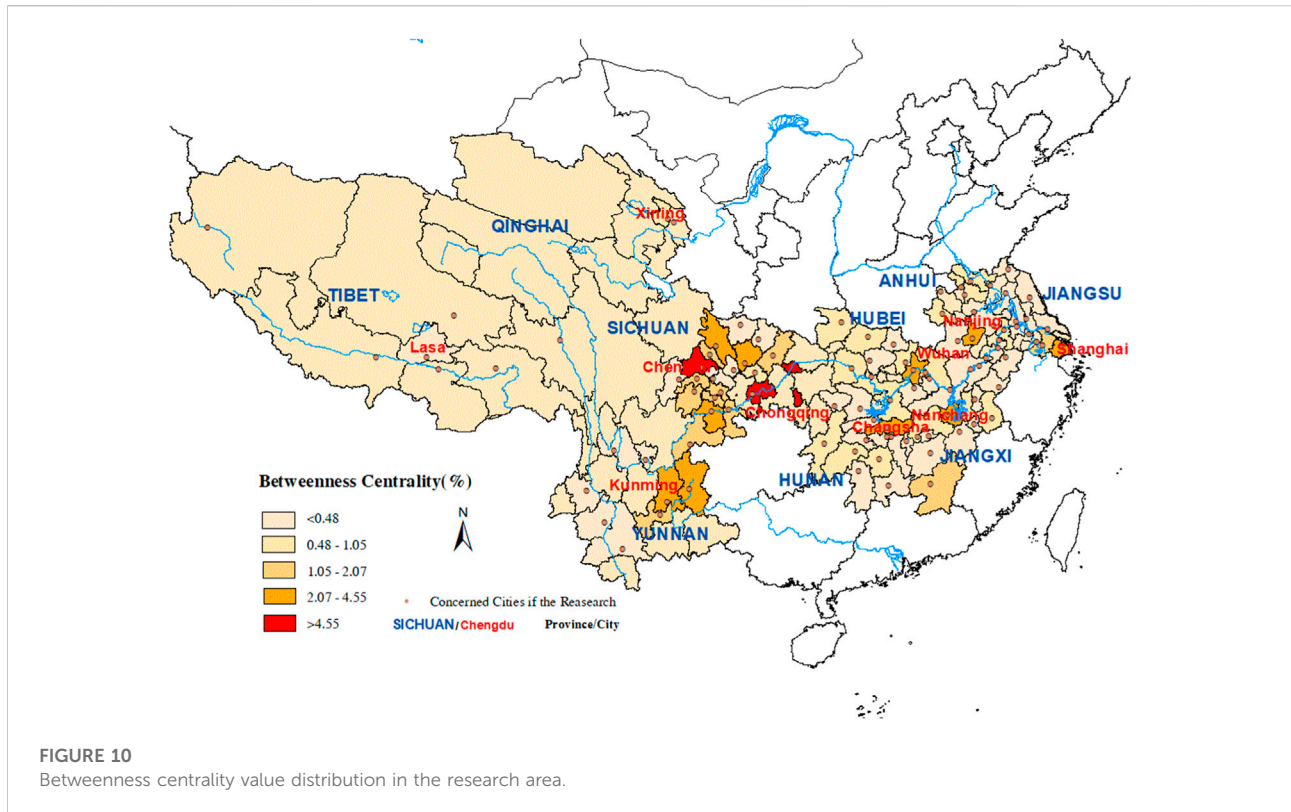 Xining
QINGHAI
ANHUI
TIBET
JIANGSU
SICHUAN
HUBEI
Nanjing
Lasa
Wuhan
Shanghai
Chongqing
Nanchang
Changsha
JIANGXI
HUNAN
Kunming
YUNNAN
Betweenness Centrality(%)
N
<0.48
0.48 - 1.05
1.05 - 2.07
2.07 - 4.55
>4.55
Concerned Cities if the Reasearch
SICHUAN/Chengdu Province/City
FIGURE 10
Betweenness centrality value distribution in the research area.